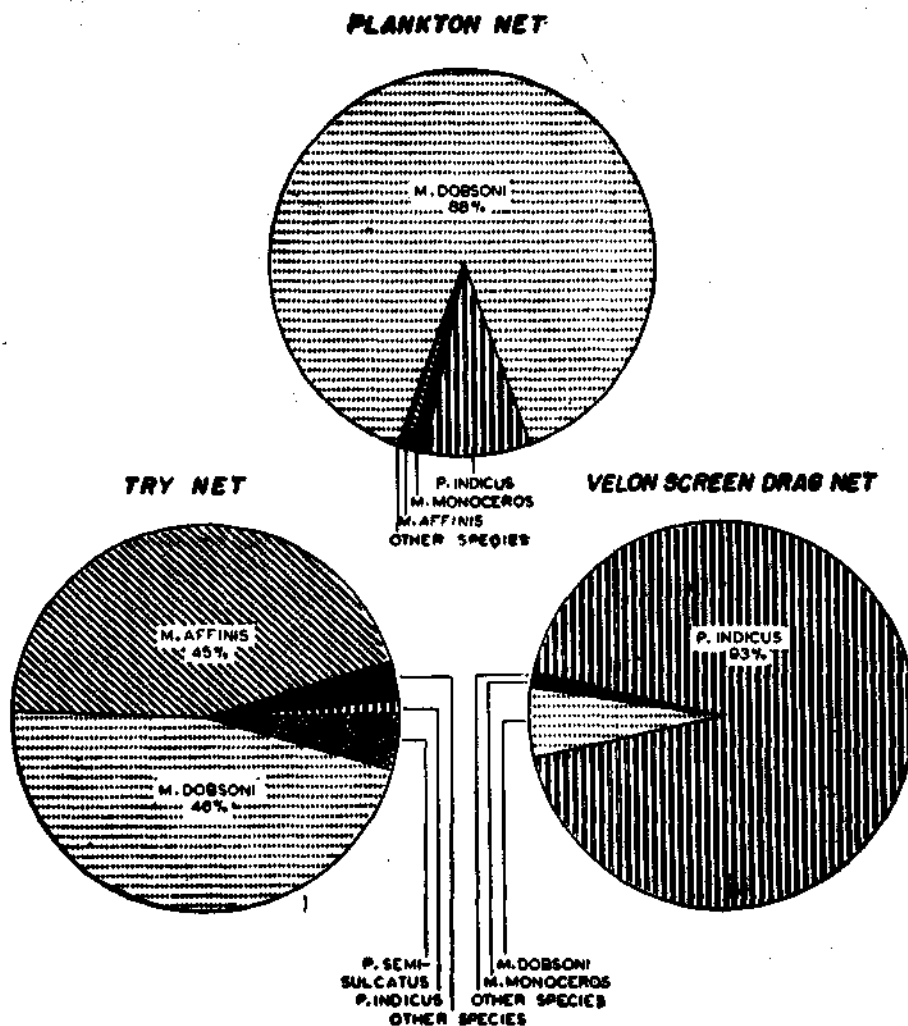 PLANKTON NET
M. DOBSONI
88%
P. INDICUS
M. MONOCEROS
M. AFFINIS
OTHER SPECIES
TRY NET
M. AFFINIS
45%
M. DOBSONI
46%
P. SEMI-
SULCATUS
P. INDICUS
OTHER SPECIES
VELON SCREEN DRAG NET
P. INDICUS
93%
M. DOBSONI
M. MONOCEROS
OTHER SPECIES